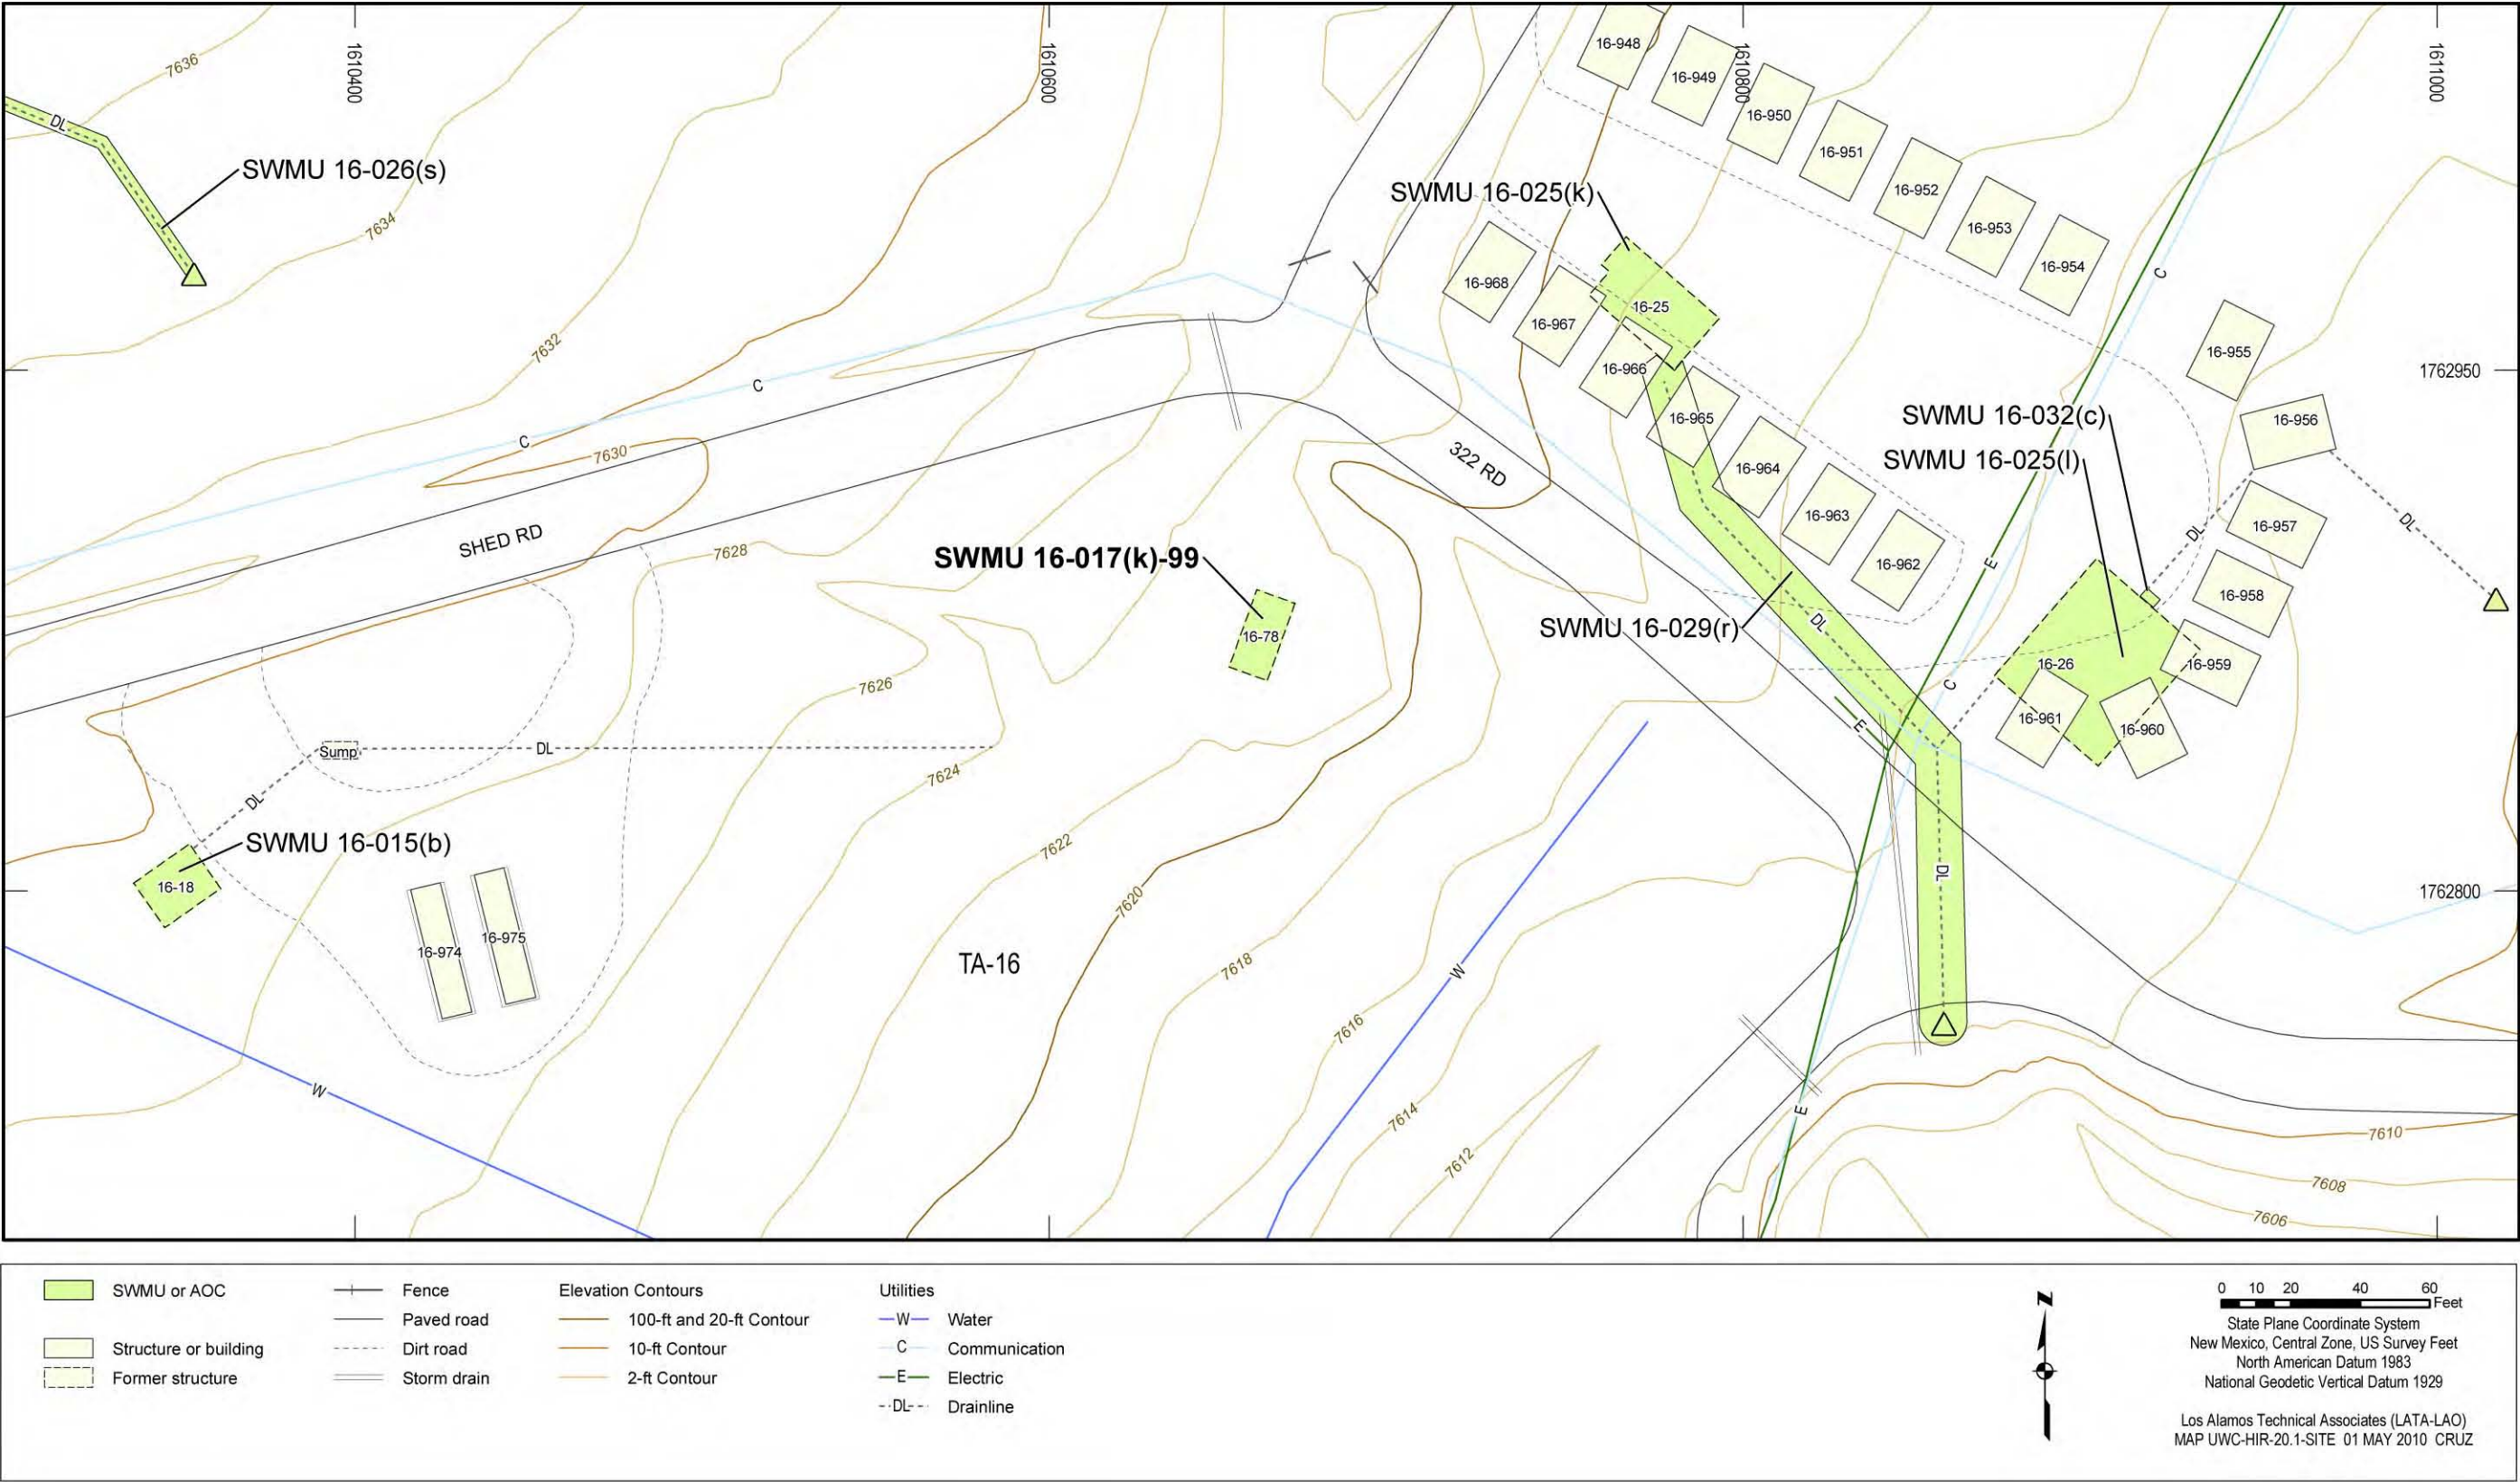 1610400
1610600
1610800
1611000
7636
DL
SWMU 16-026(s)
7634
7632
C
C
7630
SHED RD
7628
16-948
16-949
16-950
16-951
16-952
16-953
16-954
C
SWMU 16-025(k)
16-968
16-25
16-967
16-966
16-965
16-955
1762950
16-956
SWMU 16-032(c)
SWMU 16-025(l)
322 RD
16-964
16-963
16-962
16-957
DL
DL
E
16-958
SWMU 16-017(k)-99
16-78
SWMU 16-029(r)
DL
16-26
16-959
C
16-961
16-960
E
7626
Sump
DL
7624
DL
SWMU 16-015(b)
16-18
7622
7620
DL
1762800
16-974
16-975
TA-16
7618
W
7616
W
7614
E
7612
7610
7608
7606
SWMU or AOC
Structure or building
Former structure
Fence
Paved road
Dirt road
Storm drain
Elevation Contours
100-ft and 20-ft Contour
10-ft Contour
2-ft Contour
Utilities
W Water
C Communication
E Electric
DL Drainline
N
0 10 20 40 60
Feet
State Plane Coordinate System
New Mexico, Central Zone, US Survey Feet
North American Datum 1983
National Geodetic Vertical Datum 1929
Los Alamos Technical Associates (LATA-LAO)
MAP UWC-HIR-20.1-SITE 01 MAY 2010 CRUZ